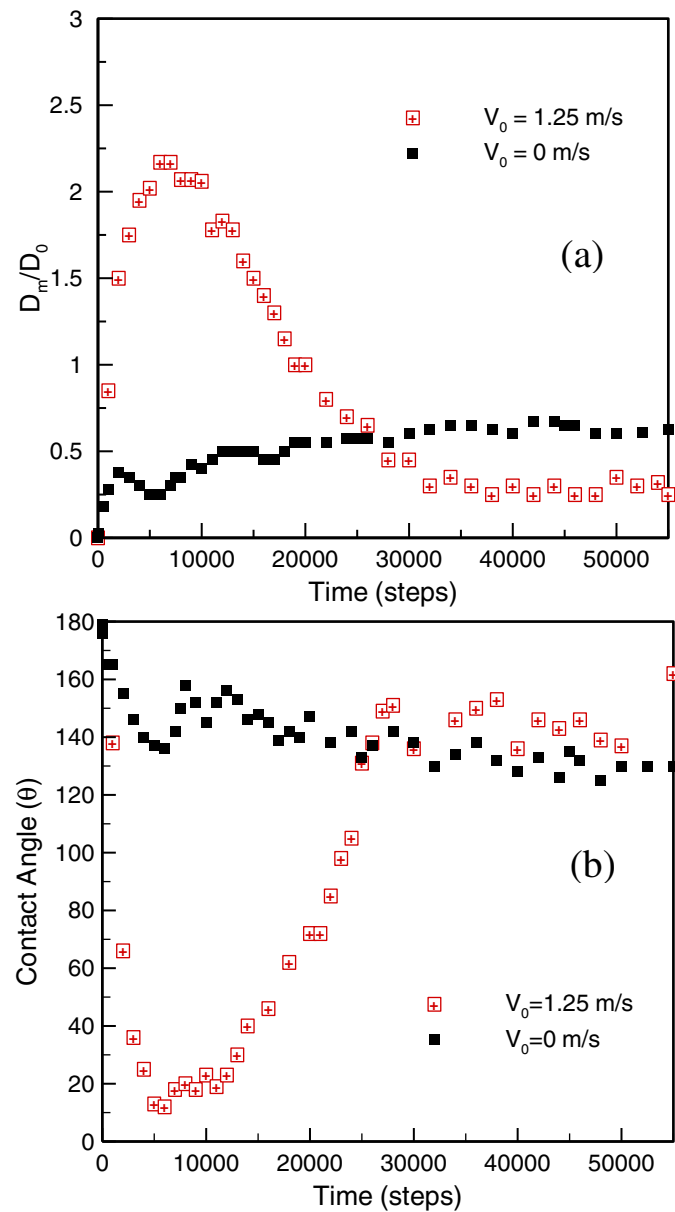 3
2.5
2
1.5
1
0.5
0
D_m/D_0
V_0 = 1.25 m/s
V_0 = 0 m/s
(a)
0 10000 20000 30000 40000 50000
Time (steps)
180
160
140
120
100
80
60
40
20
0
Contact Angle (θ)
(b)
V_0=1.25 m/s
V_0=0 m/s
0 10000 20000 30000 40000 50000
Time (steps)